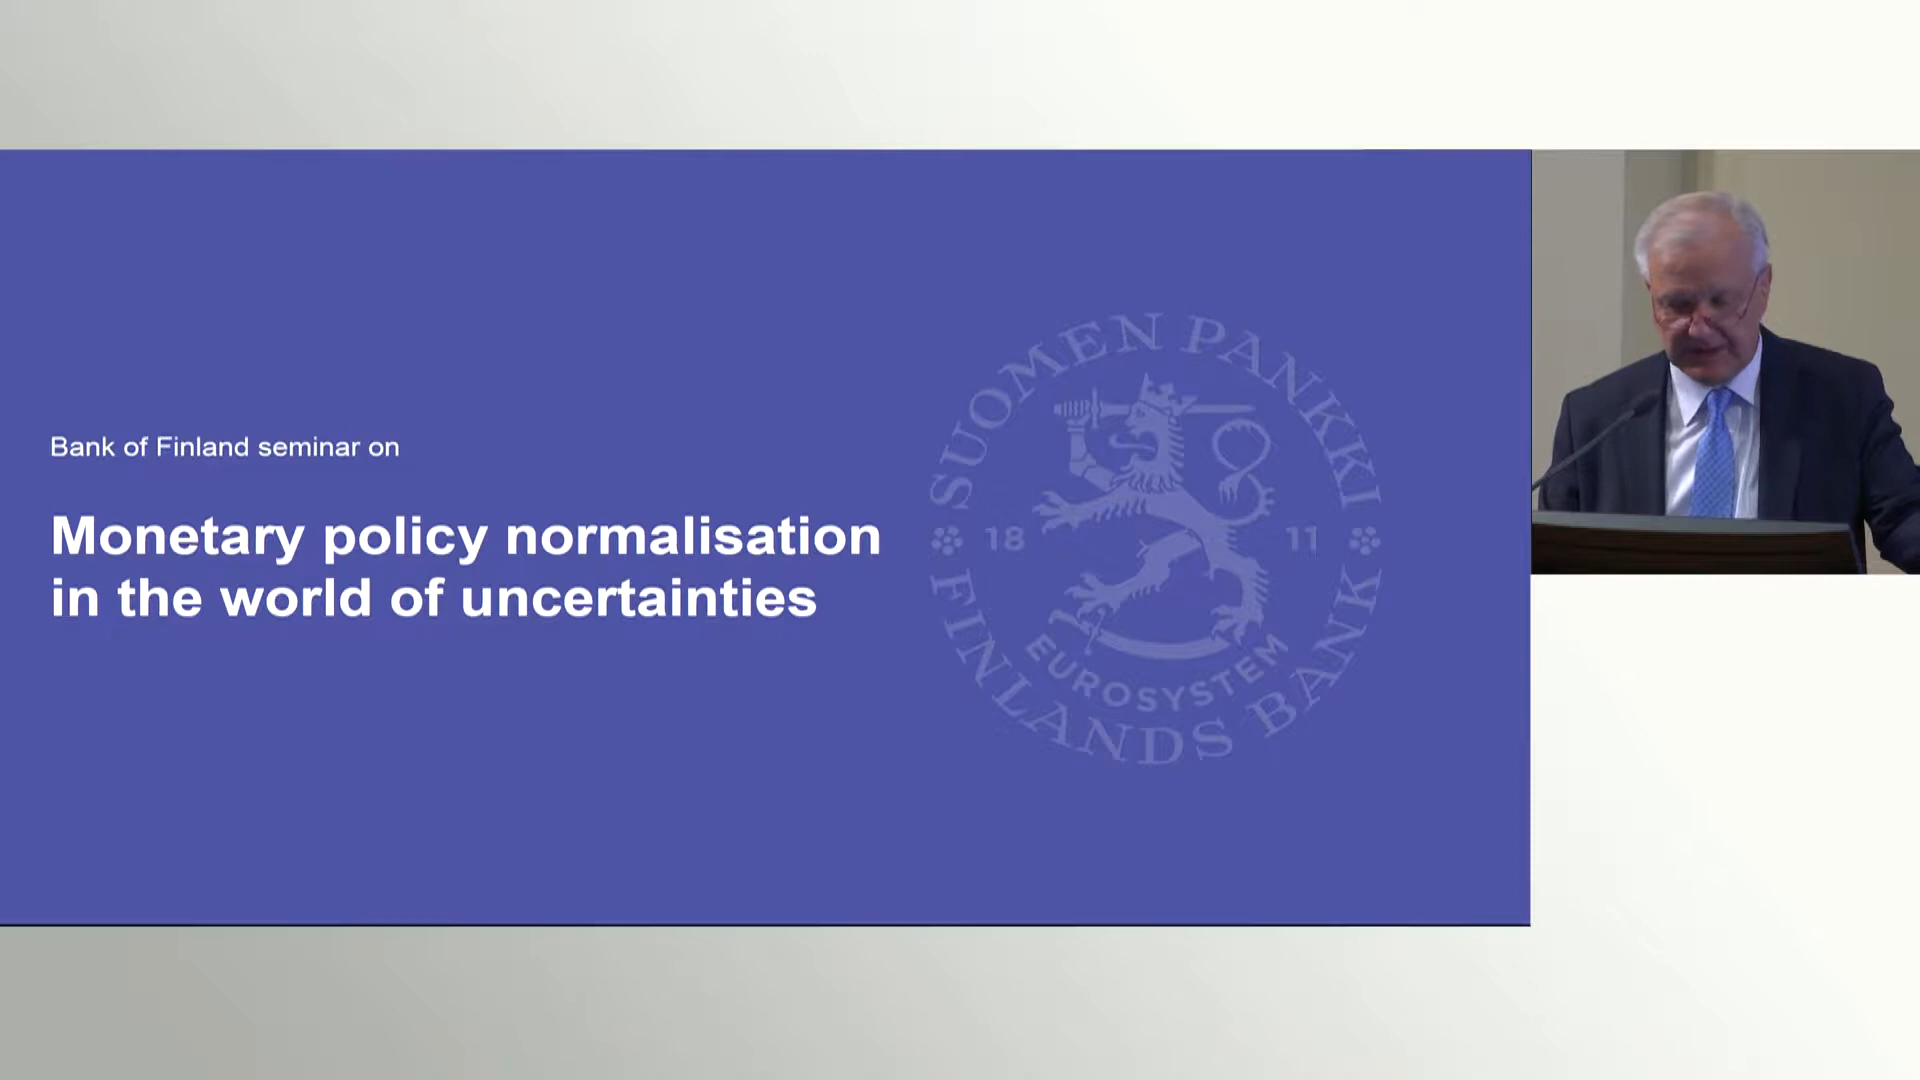 Bank of Finland seminar on
Monetary policy normalisation
in the world of uncertainties
SUOMEN PANKKI
18 11
EUROSYSTEM
FINLANDS BANK